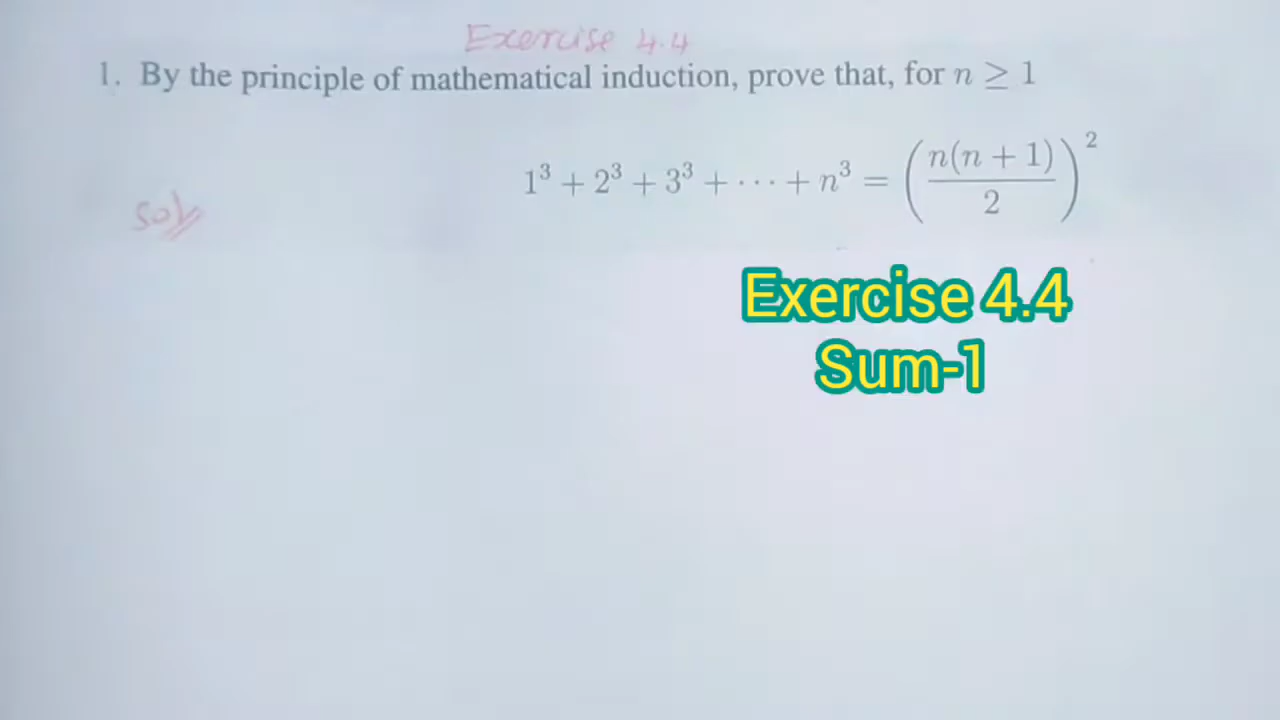 Exercise 4.4
1. By the principle of mathematical induction, prove that, for n ≥ 1
1³ + 2³ + 3³ + ··· + n³ = (n(n + 1)/2)²
Exercise 4.4
Sum-1